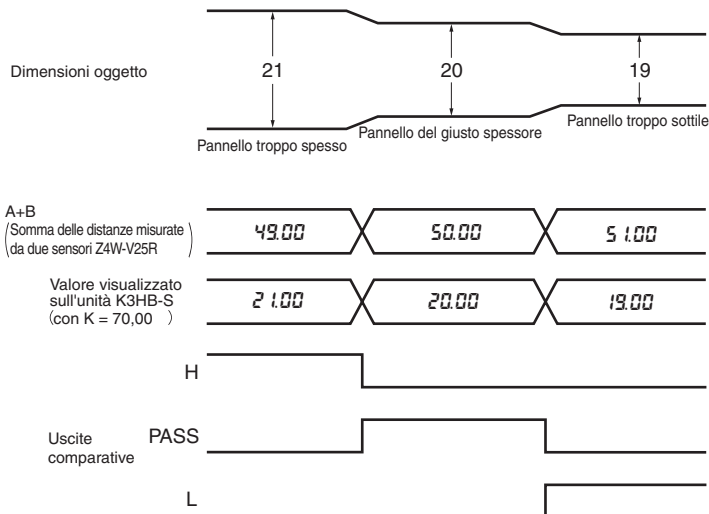 Dimensioni oggetto
21
20
19
Pannello troppo spesso
Pannello del giusto spessore
Pannello troppo sottile
A+B
(Somma delle distanze misurate
da due sensori Z4W-V25R)
49.00
50.00
51.00
Valore visualizzato
sull'unità K3HB-S
(con K = 70,00 )
21.00
20.00
19.00
H
Uscite
comparative
PASS
L